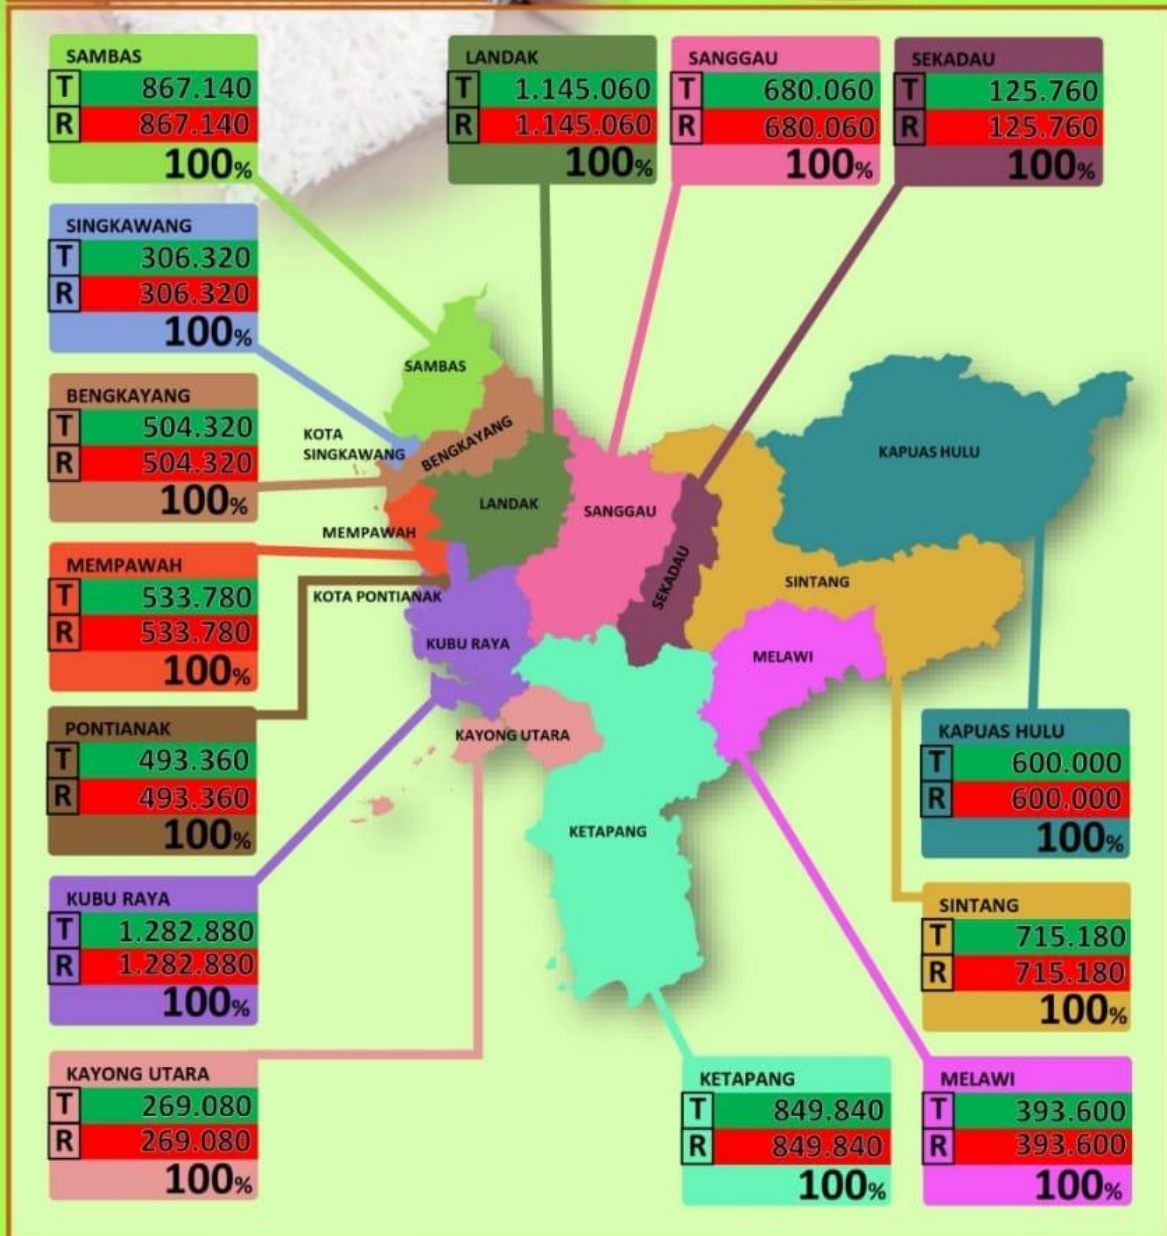 SAMBAS
T 867.140
R 867.140
100%
LANDAK
T 1.145.060
R 1.145.060
100%
SANGGAU
T 680.060
R 680.060
100%
SEKADAU
T 125.760
R 125.760
100%
SINGKAWANG
T 306.320
R 306.320
100%
BENGKAYANG
T 504.320
R 504.320
100%
MEMPAWAH
T 533.780
R 533.780
100%
PONTIANAK
T 493.360
R 493.360
100%
KUBU RAYA
T 1.282.880
R 1.282.880
100%
KAYONG UTARA
T 269.080
R 269.080
100%
SAMBAS
KOTA
SINGKAWANG
BENGKAYANG
LANDAK
MEMPAWAH
KOTA PONTIANAK
KUBU RAYA
SANGGAU
SEKADAU
SINTANG
KAPUAS HULU
MELAWI
KAYONG UTARA
KETAPANG
KAPUAS HULU
T 600.000
R 600.000
100%
SINTANG
T 715.180
R 715.180
100%
KETAPANG
T 849.840
R 849.840
100%
MELAWI
T 393.600
R 393.600
100%